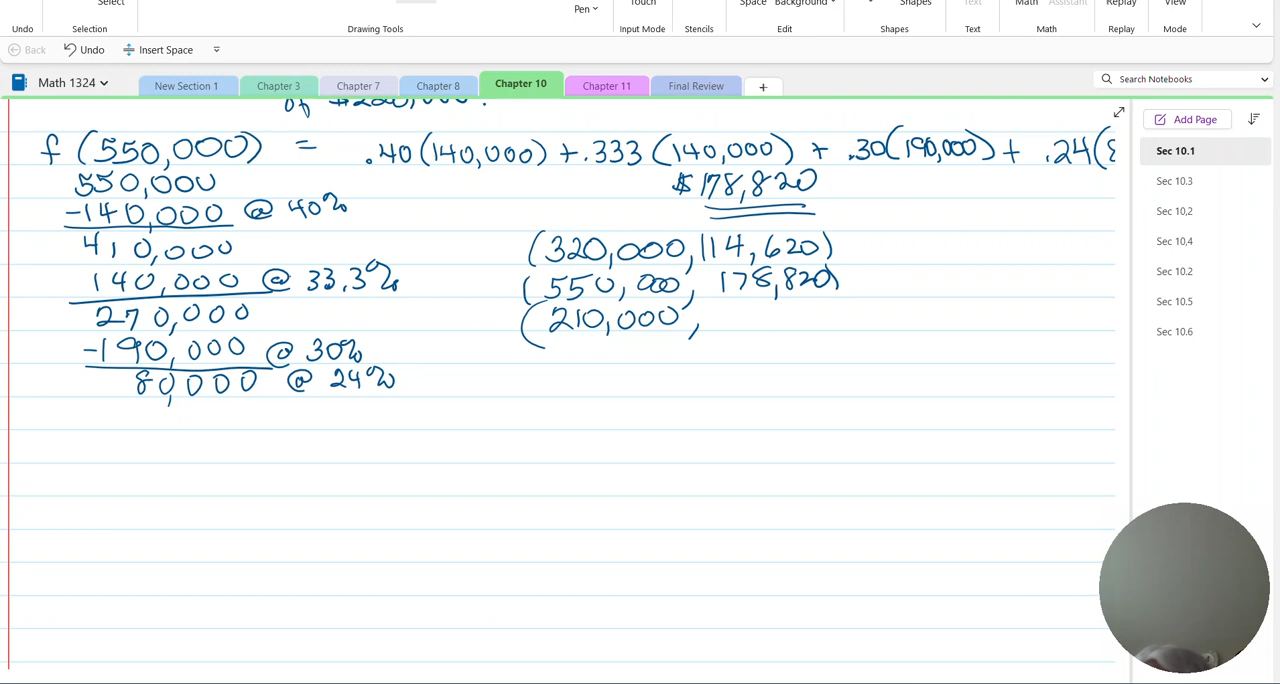 Select
Pen
Touch
Space Background
Shapes
Text
Math Assistant
Replay
View
Undo
Selection
Drawing Tools
Input Mode
Stencils
Edit
Shapes
Text
Math
Replay
Mode
Back Undo Insert Space
Math 1324
New Section 1
Chapter 3
Chapter 7
Chapter 8
Chapter 10
Chapter 11
Final Review
+
Search Notebooks
Add Page
Sec 10.1
Sec 10.3
Sec 10,2
Sec 10,4
Sec 10.2
Sec 10.5
Sec 10.6
f (550,000) = .40(140,000) + .333 (140,000) + .30(190,000) + .24(8
550,000
$178,820
-140,000 @ 40%
410,000
(320,000, 114,620)
140,000 @ 33.3%
(550,000, 178,820)
270,000
(210,000,
-190,000 @ 30%
80,000 @ 24%